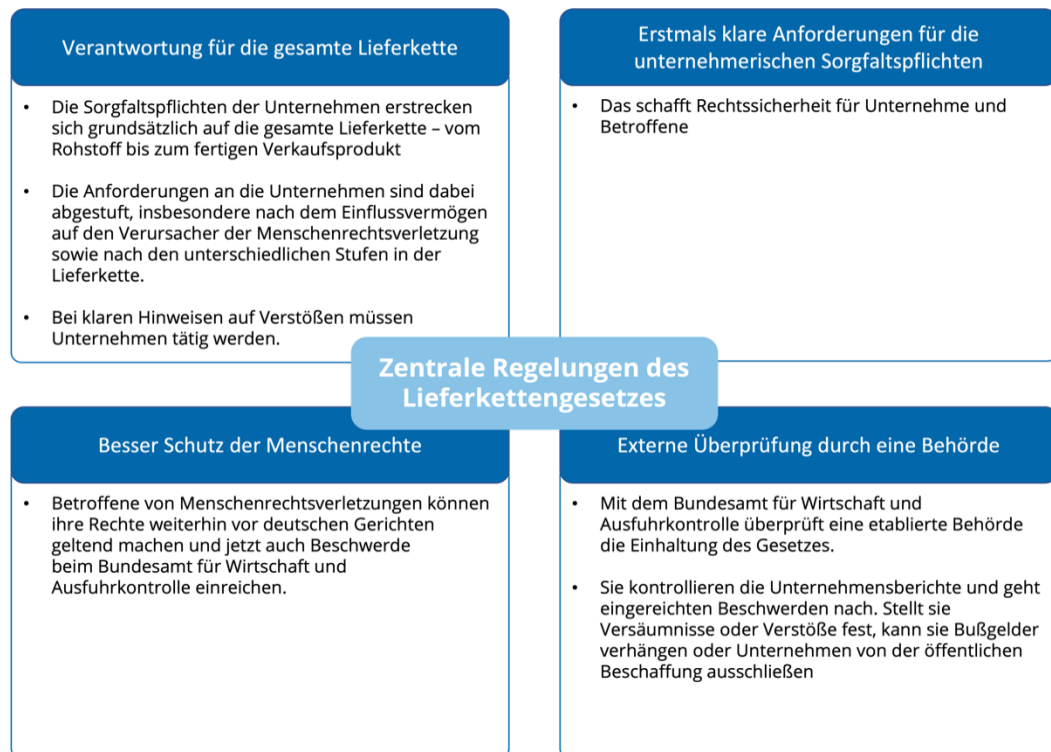 Verantwortung für die gesamte Lieferkette
• Die Sorgfaltspflichten der Unternehmen erstrecken
sich grundsätzlich auf die gesamte Lieferkette – vom
Rohstoff bis zum fertigen Verkaufsprodukt
• Die Anforderungen an die Unternehmen sind dabei
abgestuft, insbesondere nach dem Einflussvermögen
auf den Verursacher der Menschenrechtsverletzung
sowie nach den unterschiedlichen Stufen in der
Lieferkette.
• Bei klaren Hinweisen auf Verstößen müssen
Unternehmen tätig werden.
Erstmals klare Anforderungen für die
unternehmerischen Sorgfaltspflichten
• Das schafft Rechtssicherheit für Unternehme und
Betroffene
Zentrale Regelungen des
Lieferkettengesetzes
Besser Schutz der Menschenrechte
• Betroffene von Menschenrechtsverletzungen können
ihre Rechte weiterhin vor deutschen Gerichten
geltend machen und jetzt auch Beschwerde
beim Bundesamt für Wirtschaft und
Ausfuhrkontrolle einreichen.
Externe Überprüfung durch eine Behörde
• Mit dem Bundesamt für Wirtschaft und
Ausfuhrkontrolle überprüft eine etablierte Behörde
die Einhaltung des Gesetzes.
• Sie kontrollieren die Unternehmensberichte und geht
eingereichten Beschwerden nach. Stellt sie
Versäumnisse oder Verstöße fest, kann sie Bußgelder
verhängen oder Unternehmen von der öffentlichen
Beschaffung ausschließen